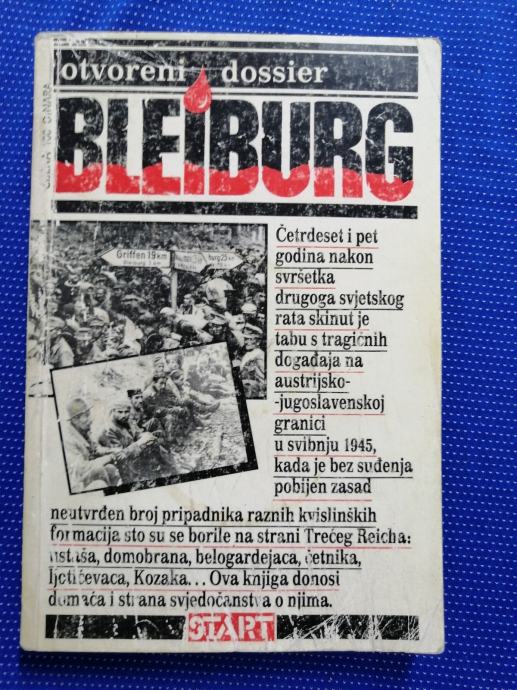 otvoreni dossier
BLEIBURG
Griffen 19 km
Četrdeset i pet
godina nakon
svršetka
drugoga svjetskog
rata skinut je
tabu s tragičnih
događaja na
austrijsko-
-jugoslavenskoj
granici
u svibnju 1945,
kada je bez suđenja
pobijen zasad
neutvrđen broj pripadnika raznih kvislinških
formacija što su se borile na strani Trećeg Reicha:
ustaša, domobrana, belogardejaca, četnika,
ljotićevaca, Kozaka... Ova knjiga donosi
domaća i strana svjedočanstva o njima.
START